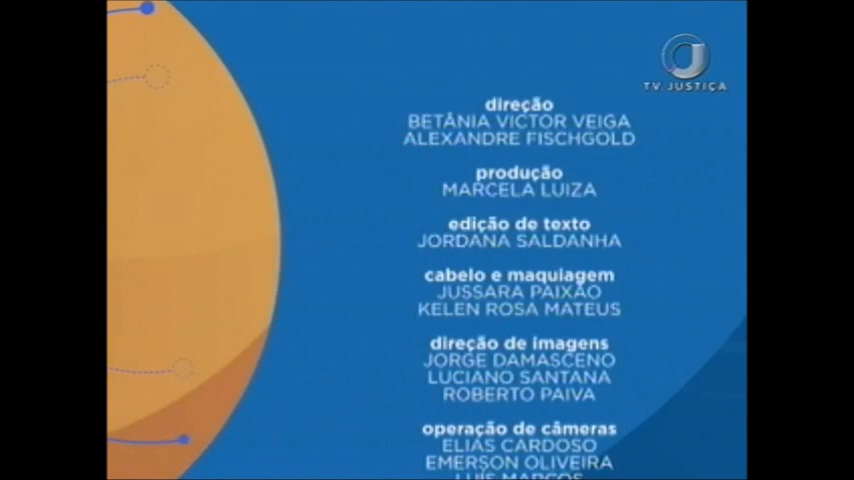 TV JUSTIÇA
direção
BETÂNIA VICTOR VEIGA
ALEXANDRE FISCHGOLD
produção
MARCELA LUIZA
edição de texto
JORDANA SALDANHA
cabelo e maquiagem
JUSSARA PAIXÃO
KELEN ROSA MATEUS
direção de imagens
JORGE DAMASCENO
LUCIANO SANTANA
ROBERTO PAIVA
operação de câmeras
ELIAS CARDOSO
EMERSON OLIVEIRA
LUÍS MARCOS